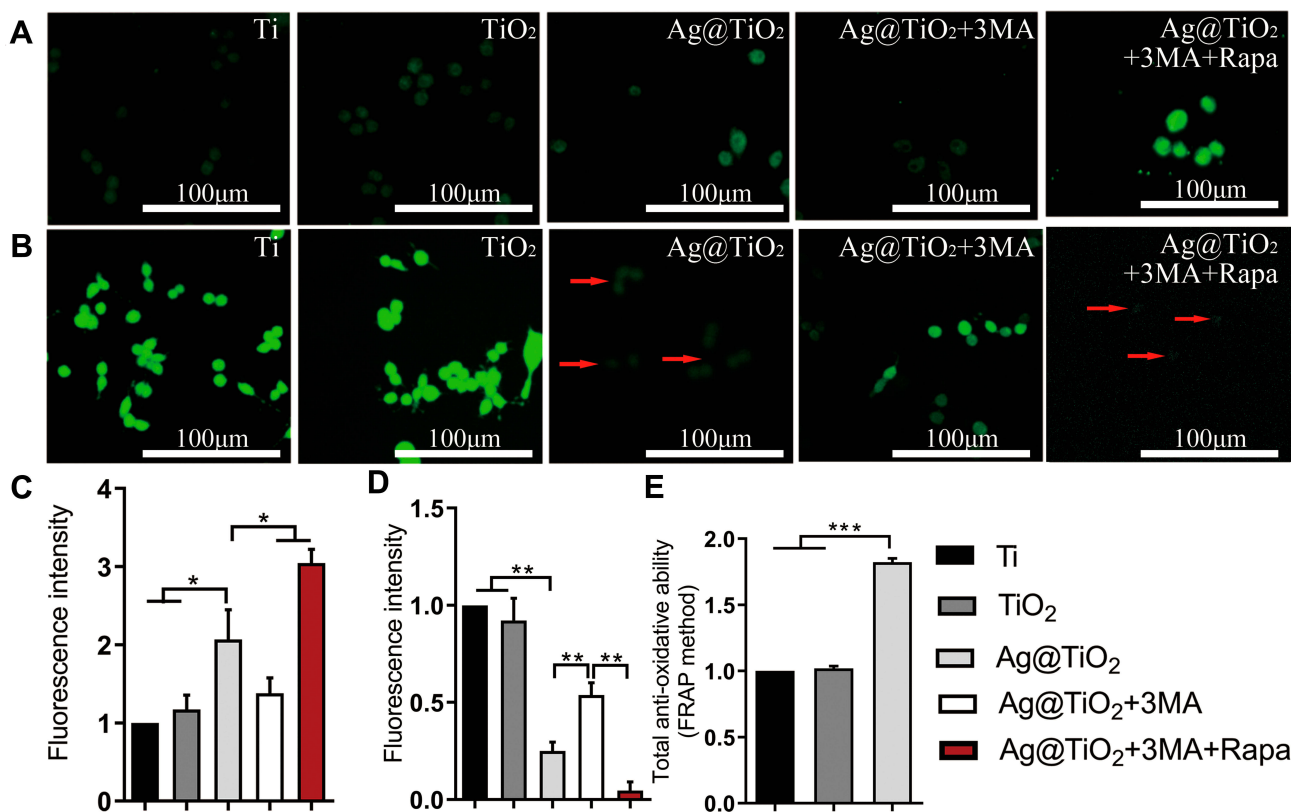 A
Ti
TiO₂
Ag@TiO₂
Ag@TiO₂+3MA
Ag@TiO₂
+3MA+Rapa
100μm
100μm
100μm
100μm
100μm
B
Ti
TiO₂
Ag@TiO₂
Ag@TiO₂+3MA
Ag@TiO₂
+3MA+Rapa
100μm
100μm
100μm
100μm
100μm
C
Fluorescence intensity
4
3
2
1
0
*
*
D
Fluorescence intensity
1.5
1.0
0.5
0.0
**
**
**
E
Total anti-oxidative ability
(FRAP method)
2.0
1.5
1.0
0.5
0.0
***
Ti
TiO₂
Ag@TiO₂
Ag@TiO₂+3MA
Ag@TiO₂+3MA+Rapa